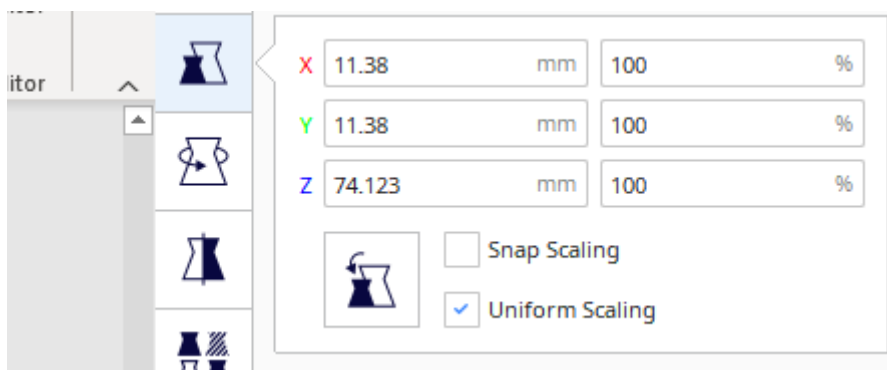 X 11.38 mm 100 %
itor
Y 11.38 mm 100 %
Z 74.123 mm 100 %
Snap Scaling
Uniform Scaling